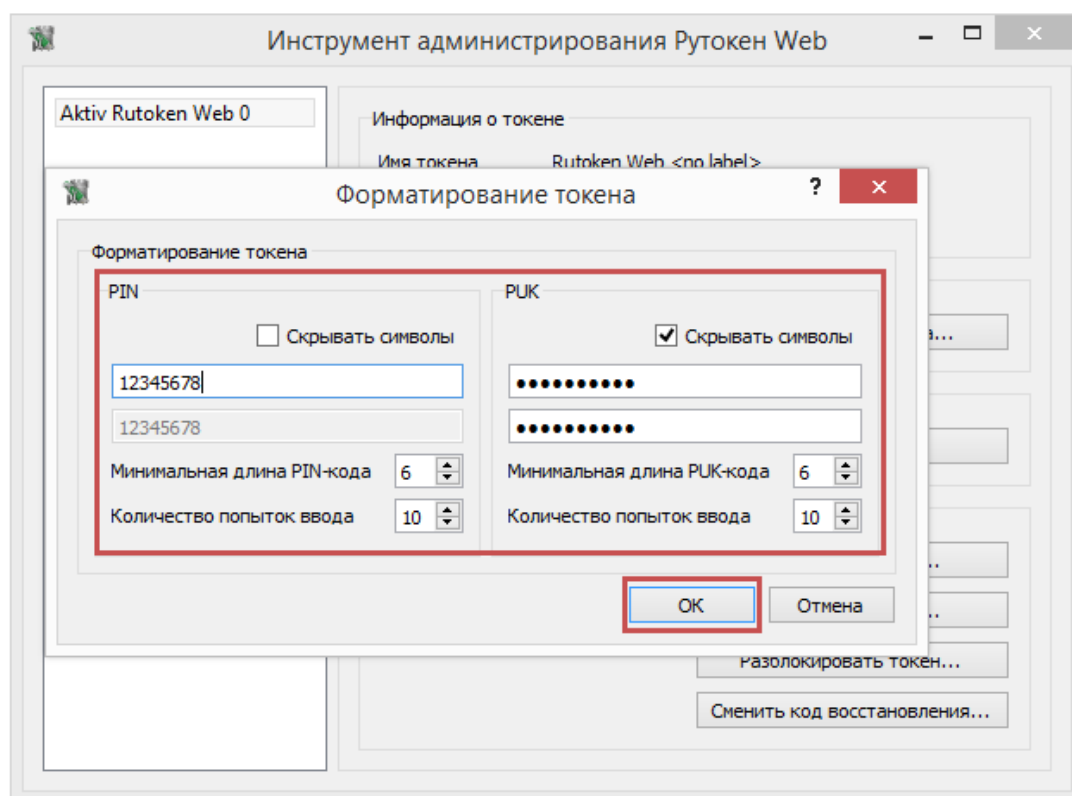 Инструмент администрирования Рутокен Web
Aktiv Rutoken Web 0
Информация о токене
Имя токена Rutoken Web <no label>
Форматирование токена
?
Форматирование токена
PIN
PUK
Скрывать символы
Скрывать символы
12345678
••••••••••
12345678
••••••••••
Минимальная длина PIN-кода 6
Минимальная длина PUK-кода 6
Количество попыток ввода 10
Количество попыток ввода 10
OK
Отмена
Разблокировать токен...
Сменить код восстановления...